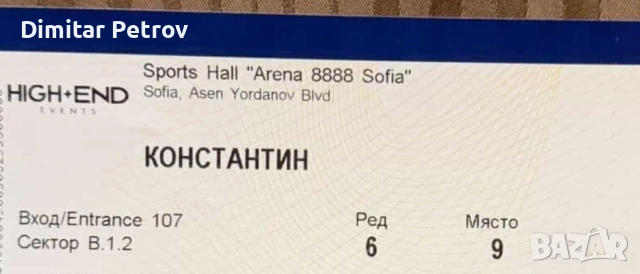 Dimitar Petrov
Sports Hall "Arena 8888 Sofia"
Sofia, Asen Yordanov Blvd.
HIGH+END
EVENTS
КОНСТАНТИН
Вход/Entrance 107
Сектор B.1.2
Ред
6
Място
9
BAZAR